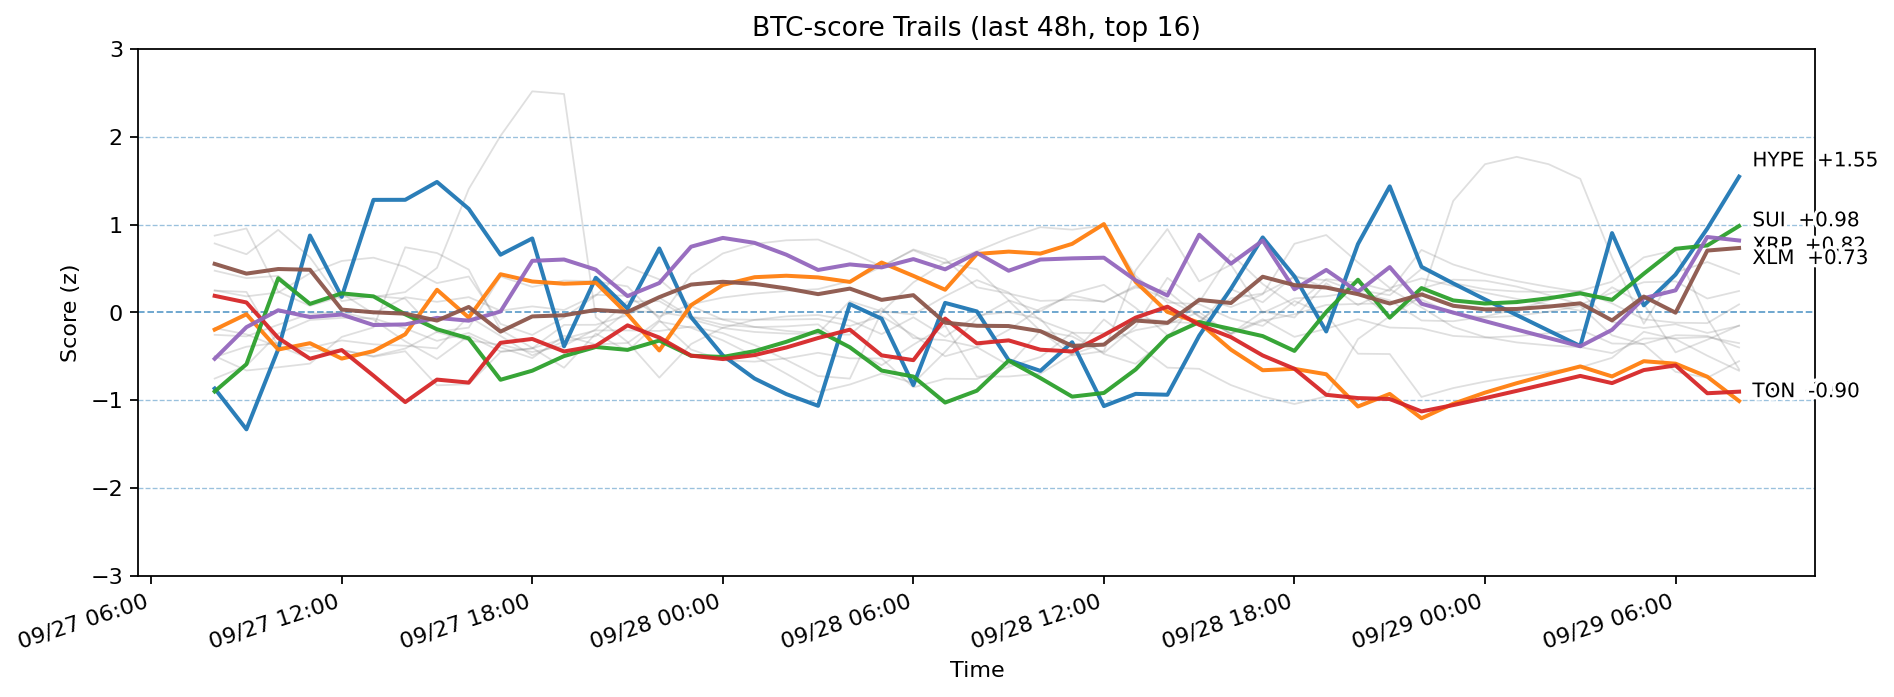 BTC-score Trails (last 48h, top 16)
Score (z)
3
2
1
0
−1
−2
−3
HYPE +1.55
SUI +0.98
XRP +0.82
XLM +0.73
TON -0.90
09/27 06:00
09/27 12:00
09/27 18:00
09/28 00:00
09/28 06:00
09/28 12:00
09/28 18:00
09/29 00:00
09/29 06:00
Time